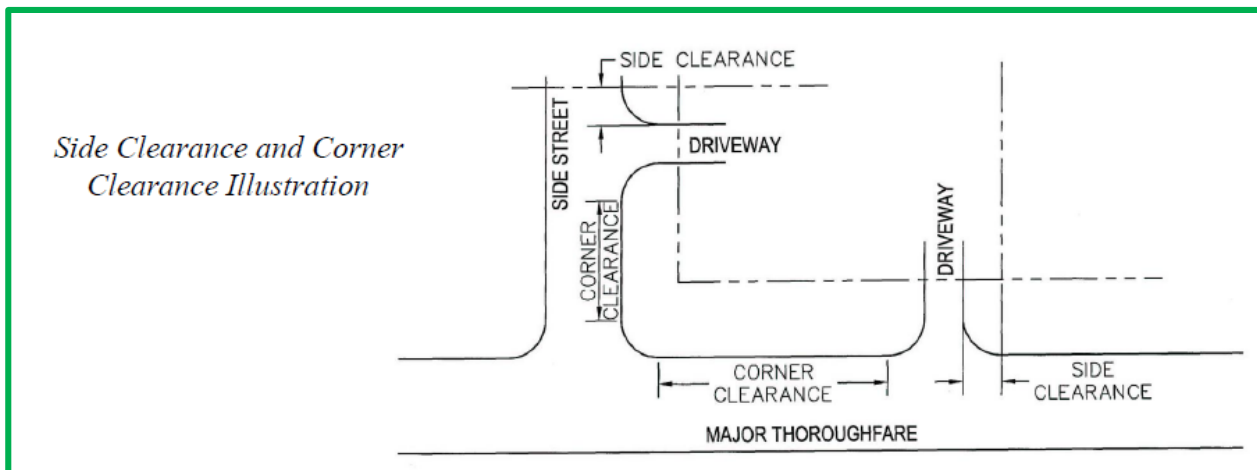 SIDE CLEARANCE
Side Clearance and Corner
Clearance Illustration
SIDE STREET
DRIVEWAY
CORNER
CLEARANCE
DRIVEWAY
CORNER
CLEARANCE
SIDE
CLEARANCE
MAJOR THOROUGHFARE